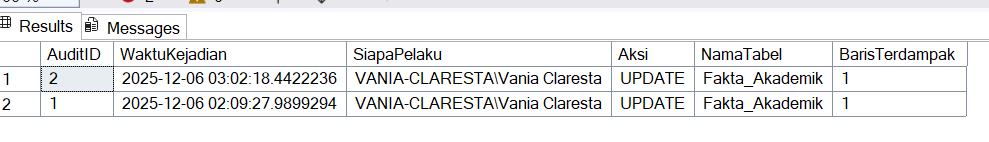 Results Messages
AuditID WaktuKejadian SiapaPelaku Aksi NamaTabel BarisTerdampak
1 2 2025-12-06 03:02:18.4422236 VANIA-CLARESTA\Vania Claresta UPDATE Fakta_Akademik 1
2 1 2025-12-06 02:09:27.9899294 VANIA-CLARESTA\Vania Claresta UPDATE Fakta_Akademik 1